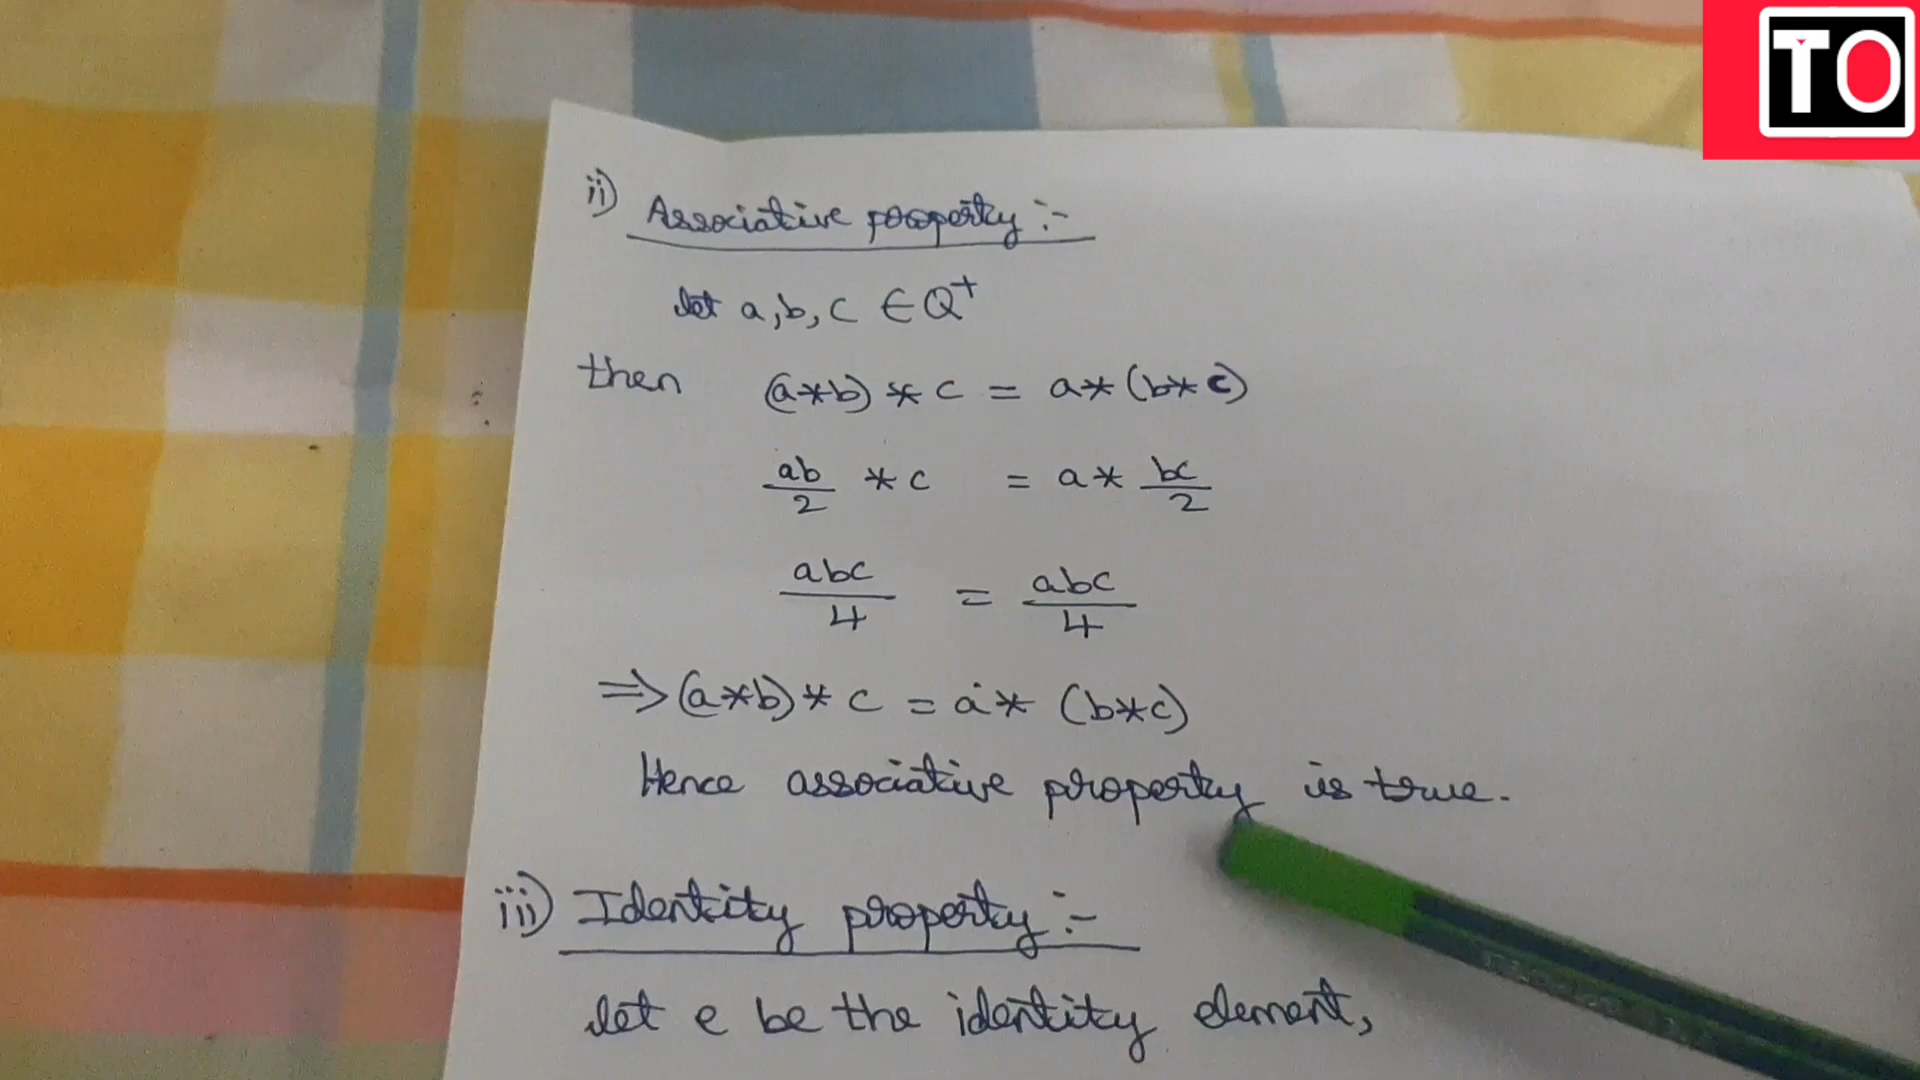 TO
ii) Associative property :-
let a, b, c ∈ Q⁺
then (a*b) * c = a* (b* c)
ab/2 * c = a* bc/2
abc/4 = abc/4
⇒ (a*b) * c = a* (b*c)
Hence associative property is true.
iii) Identity property :-
let e be the identity element,